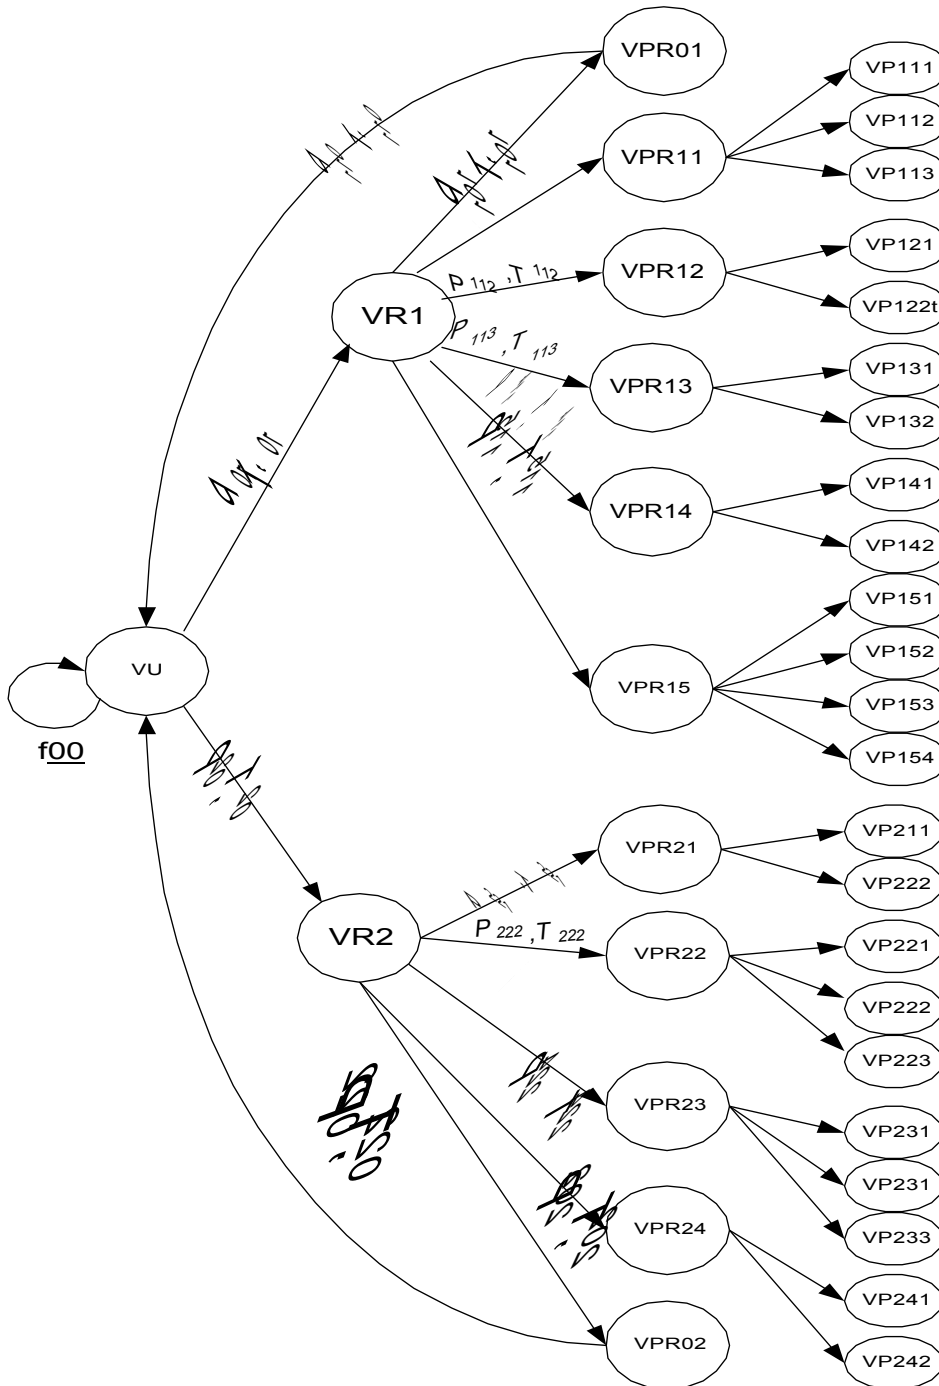 VPR01
VP111
VP112
VPR11
VP113
VP121
VPR12
P 112 , T 112
VP122t
VR1
P 113 , T 113
VP131
VPR13
VP132
VP141
VPR14
VP142
VP151
VP152
VU
VPR15
VP153
f00
VP154
VP211
VPR21
VP222
P 222 , T 222
VR2
VP221
VPR22
VP222
VP223
VPR23
VP231
VP231
VPR24
VP233
VP241
VPR02
VP242